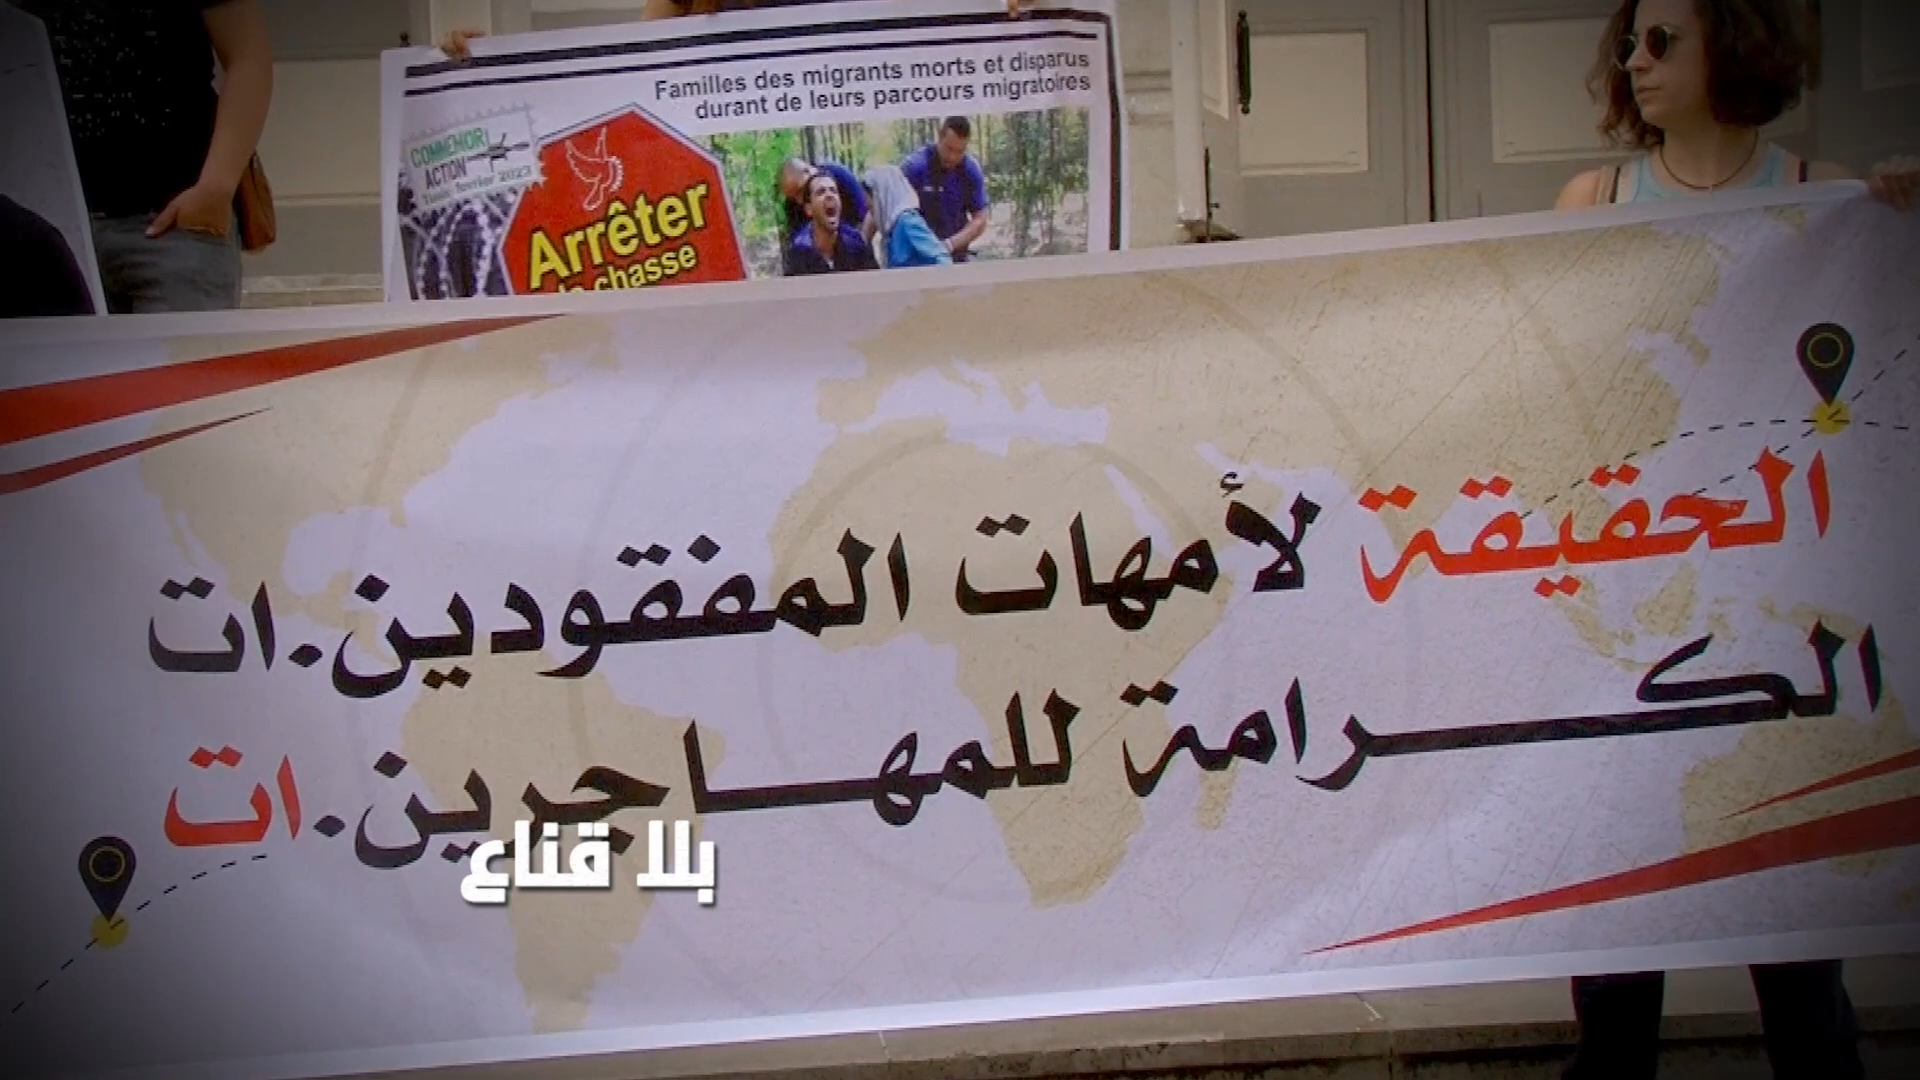 Familles des migrants morts et disparus
durant de leurs parcours migratoires
COMMEMOR
ACTION
Arrêter
chasse
الحقيقة لأمهات المفقودين.ات
الكرامة للمهاجرين.ات
بلا قناع